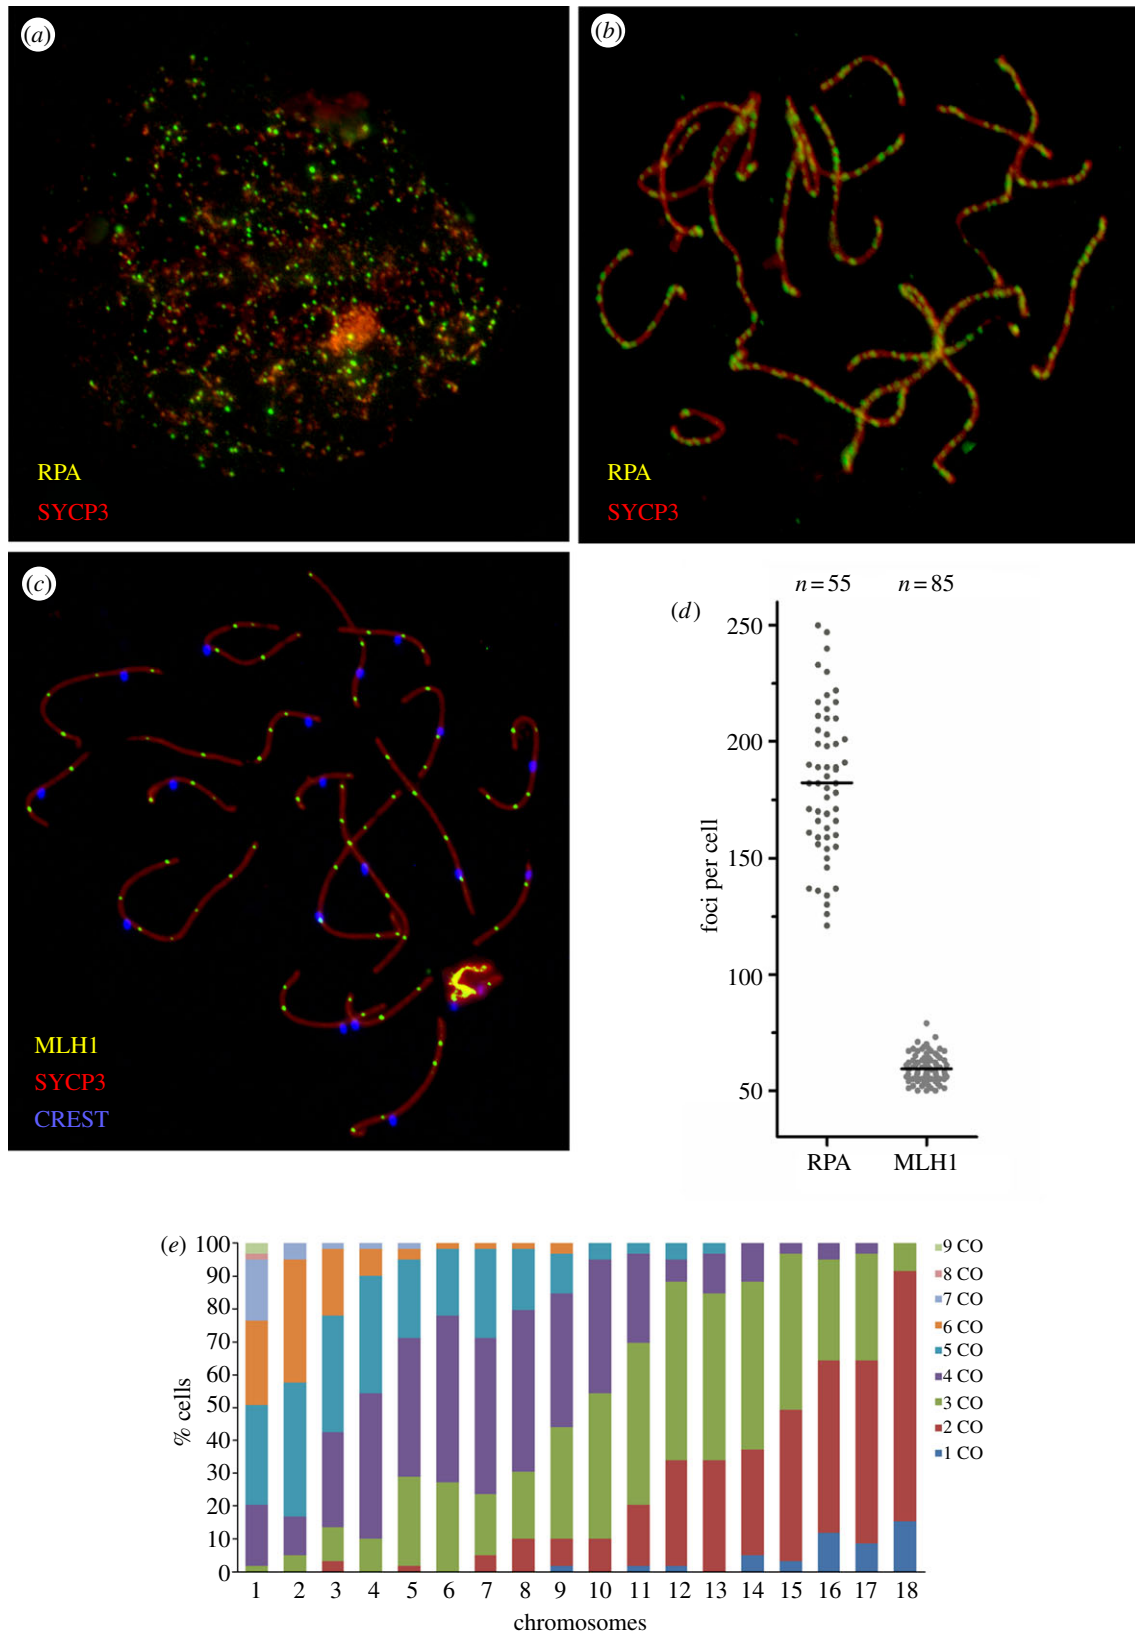 (a)
RPA
SYCP3
(b)
RPA
SYCP3
(c)
MLH1
SYCP3
CREST
(d)
n=55 n=85
250
200
150
100
50
foci per cell
RPA MLH1
(e)
100
90
80
70
60
50
40
30
20
10
0
% cells
1 2 3 4 5 6 7 8 9 10 11 12 13 14 15 16 17 18
chromosomes
9 CO
8 CO
7 CO
6 CO
5 CO
4 CO
3 CO
2 CO
1 CO